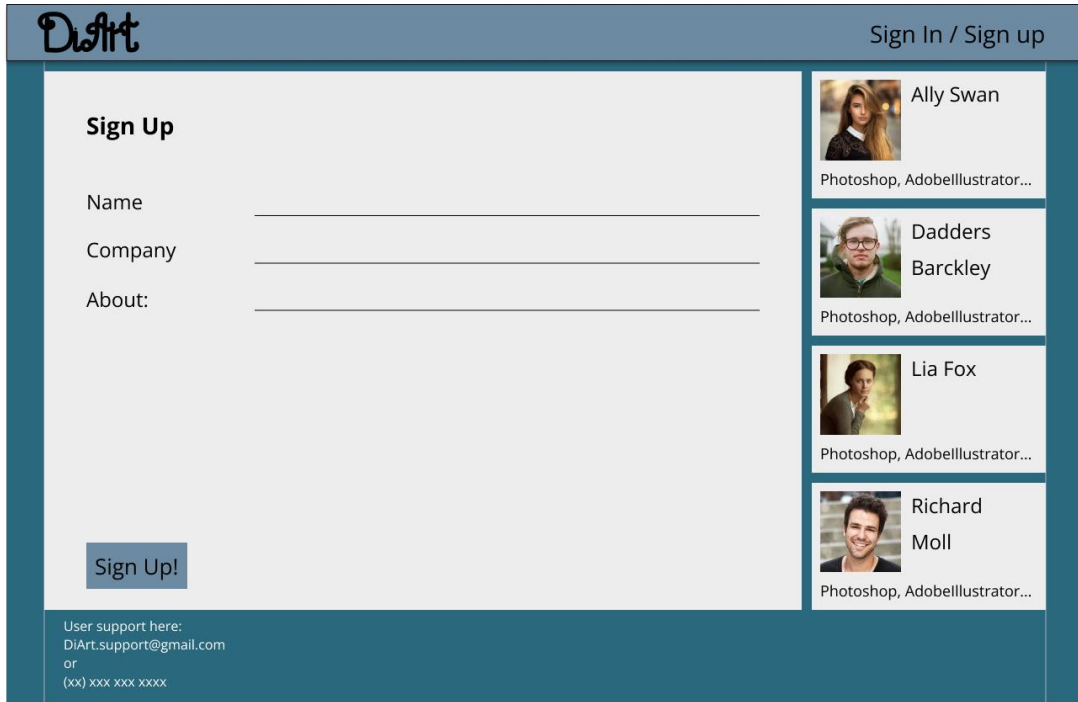 DiArt
Sign In / Sign up
Sign Up
Name
Company
About:
Sign Up!
Ally Swan
Photoshop, AdobeIllustrator...
Dadders
Barckley
Photoshop, AdobeIllustrator...
Lia Fox
Photoshop, AdobeIllustrator...
Richard
Moll
Photoshop, AdobeIllustrator...
User support here:
DiArt.support@gmail.com
or
(xx) xxx xxx xxxx